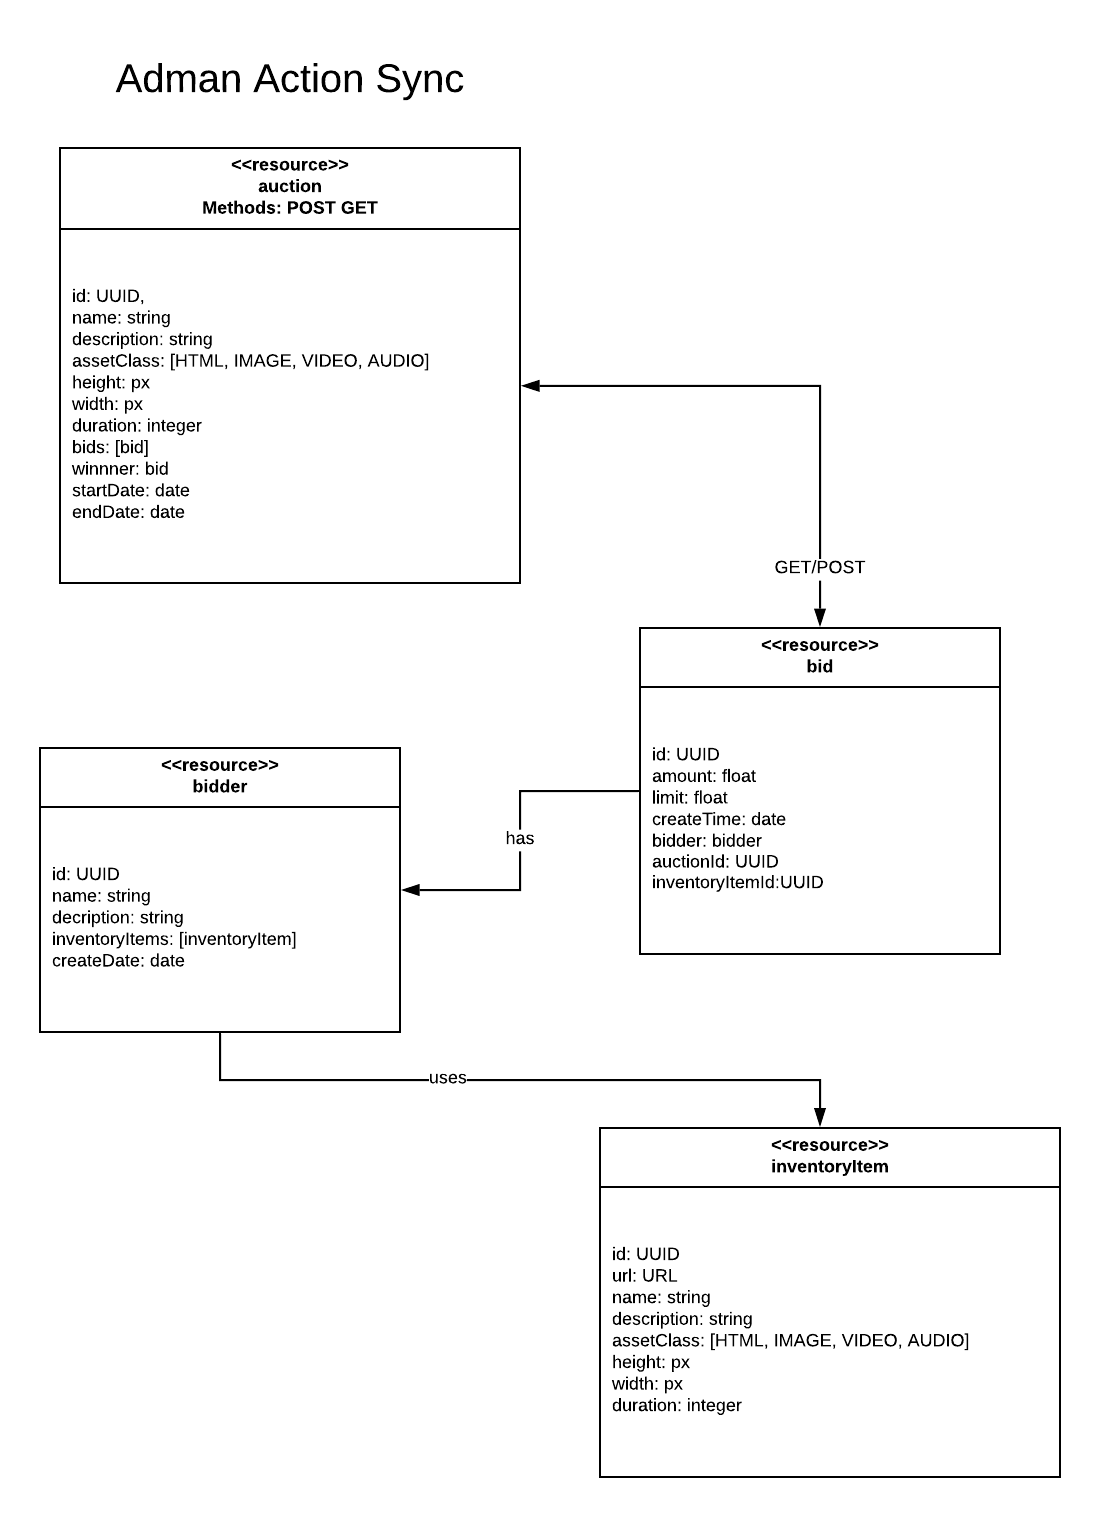 Adman Action Sync
<<resource>>
auction
Methods: POST GET
id: UUID,
name: string
description: string
assetClass: [HTML, IMAGE, VIDEO, AUDIO]
height: px
width: px
duration: integer
bids: [bid]
winnner: bid
startDate: date
endDate: date
GET/POST
<<resource>>
bid
id: UUID
amount: float
limit: float
createTime: date
bidder: bidder
auctionId: UUID
inventoryItemId:UUID
has
<<resource>>
bidder
id: UUID
name: string
decription: string
inventoryItems: [inventoryItem]
createDate: date
uses
<<resource>>
inventoryItem
id: UUID
url: URL
name: string
description: string
assetClass: [HTML, IMAGE, VIDEO, AUDIO]
height: px
width: px
duration: integer